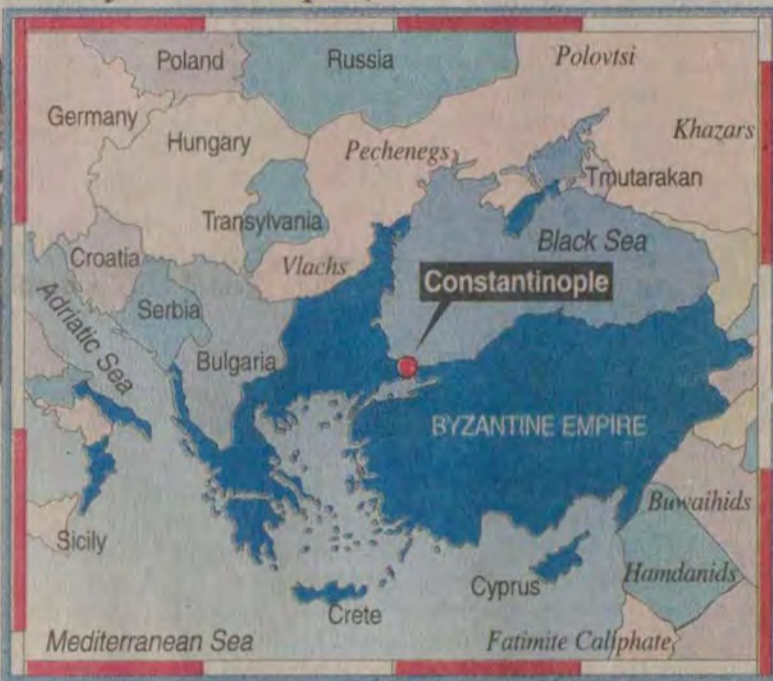 Poland
Russia
Polovtsi
Germany
Hungary
Pechenegs
Khazars
Tmutarakan
Transylvania
Black Sea
Croatia
Vlachs
Constantinople
Adriatic Sea
Serbia
Bulgaria
BYZANTINE EMPIRE
Buwaihids
Sicily
Hamdanids
Cyprus
Crete
Mediterranean Sea
Fatimite Caliphate